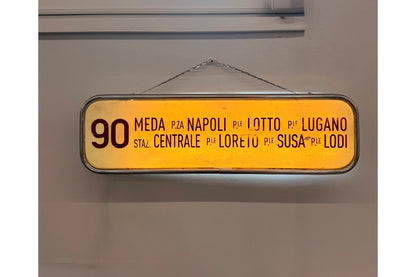 90
MEDA P.ZA NAPOLI P.LE LOTTO P.LE LUGANO
STAZ. CENTRALE P.LE LORETO P.LE SUSA P.LE LODI